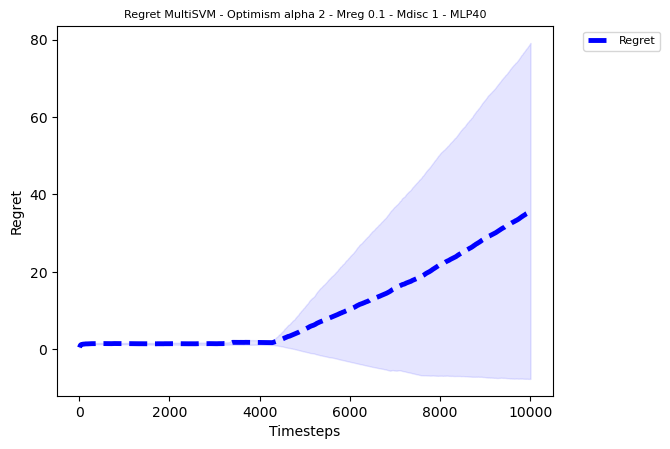 Regret MultiSVM - Optimism alpha 2 - Mreg 0.1 - Mdisc 1 - MLP40
Regret
80
60
40
20
0
Regret
0 2000 4000 6000 8000 10000
Timesteps